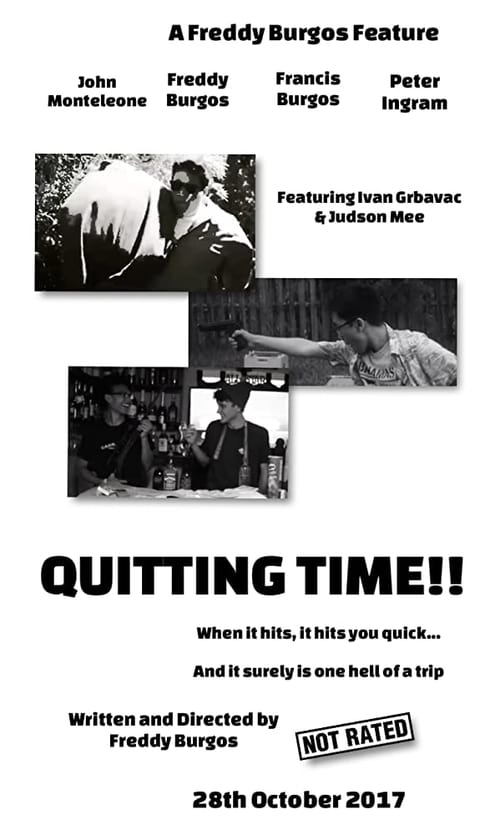 A Freddy Burgos Feature
John Monteleone
Freddy Burgos
Francis Burgos
Peter Ingram
Featuring Ivan Grbavac
& Judson Mee
QUITTING TIME!!
When it hits, it hits you quick...
And it surely is one hell of a trip
Written and Directed by
Freddy Burgos
NOT RATED
28th October 2017